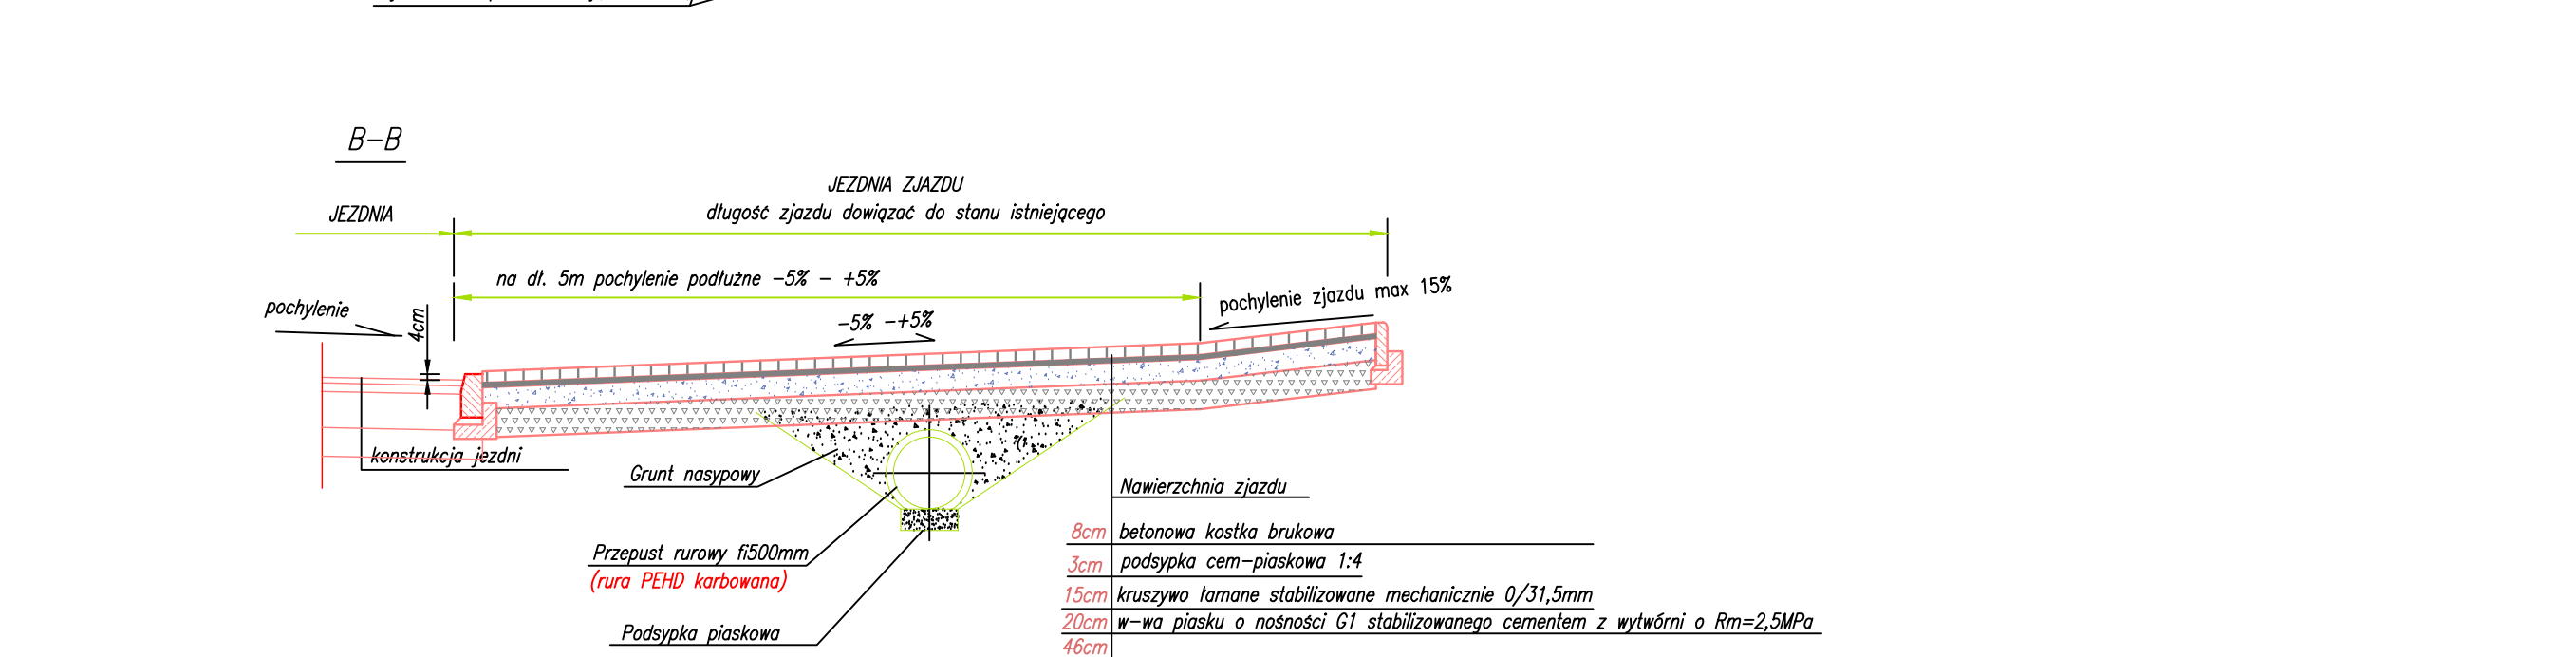 B-B
JEZDNIA ZJAZDU
JEZDNIA
długość zjazdu dowiązać do stanu istniejącego
na dł. 5m pochylenie podłużne -5% - +5%
pochylenie zjazdu max 15%
pochylenie
4cm
-5% -+5%
konstrukcja jezdni
Grunt nasypowy
Nawierzchnia zjazdu
8cm betonowa kostka brukowa
Przepust rurowy fi500mm
3cm podsypka cem-piaskowa 1:4
(rura PEHD karbowana)
15cm kruszywo łamane stabilizowane mechanicznie 0/31,5mm
20cm w-wa piasku o nośności G1 stabilizowanego cementem z wytwórni o Rm=2,5MPa
Podsypka piaskowa
46cm